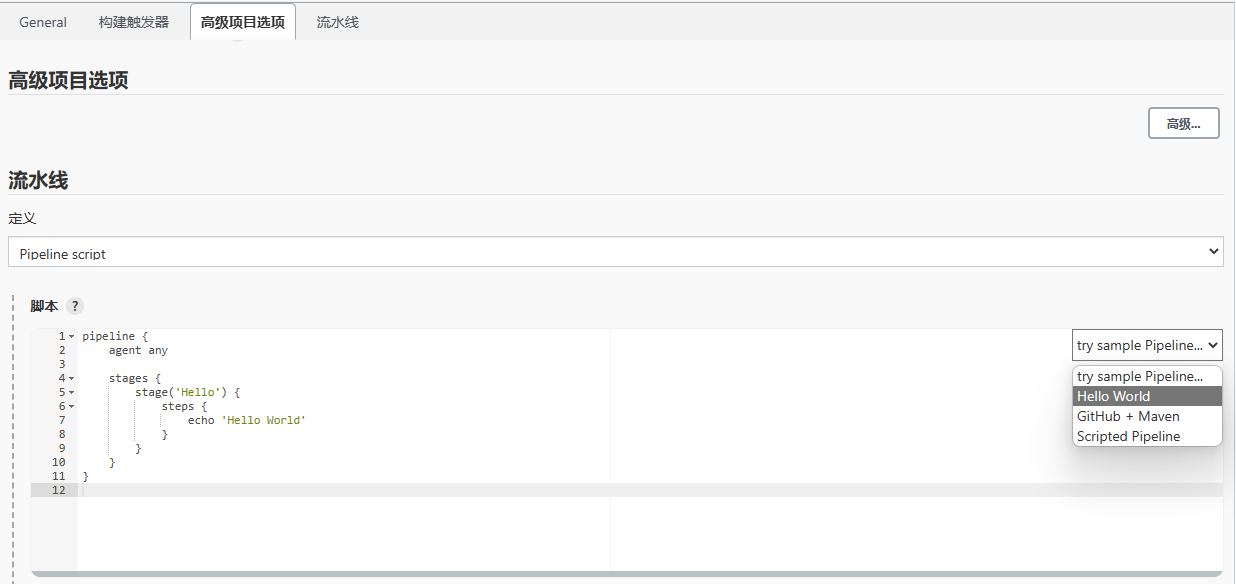 General 构建触发器 高级项目选项 流水线
高级项目选项
高级...
流水线
定义
Pipeline script
脚本 ?
1 pipeline {
2     agent any
3
4     stages {
5         stage('Hello') {
6             steps {
7                 echo 'Hello World'
8             }
9         }
10     }
11 }
12
try sample Pipeline...
try sample Pipeline...
Hello World
GitHub + Maven
Scripted Pipeline